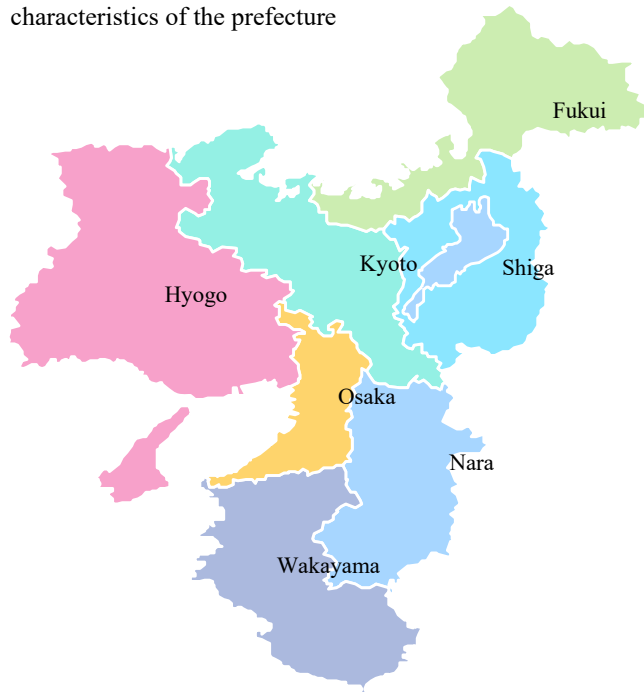 characteristics of the prefecture
Fukui
Kyoto
Shiga
Hyogo
Osaka
Nara
Wakayama